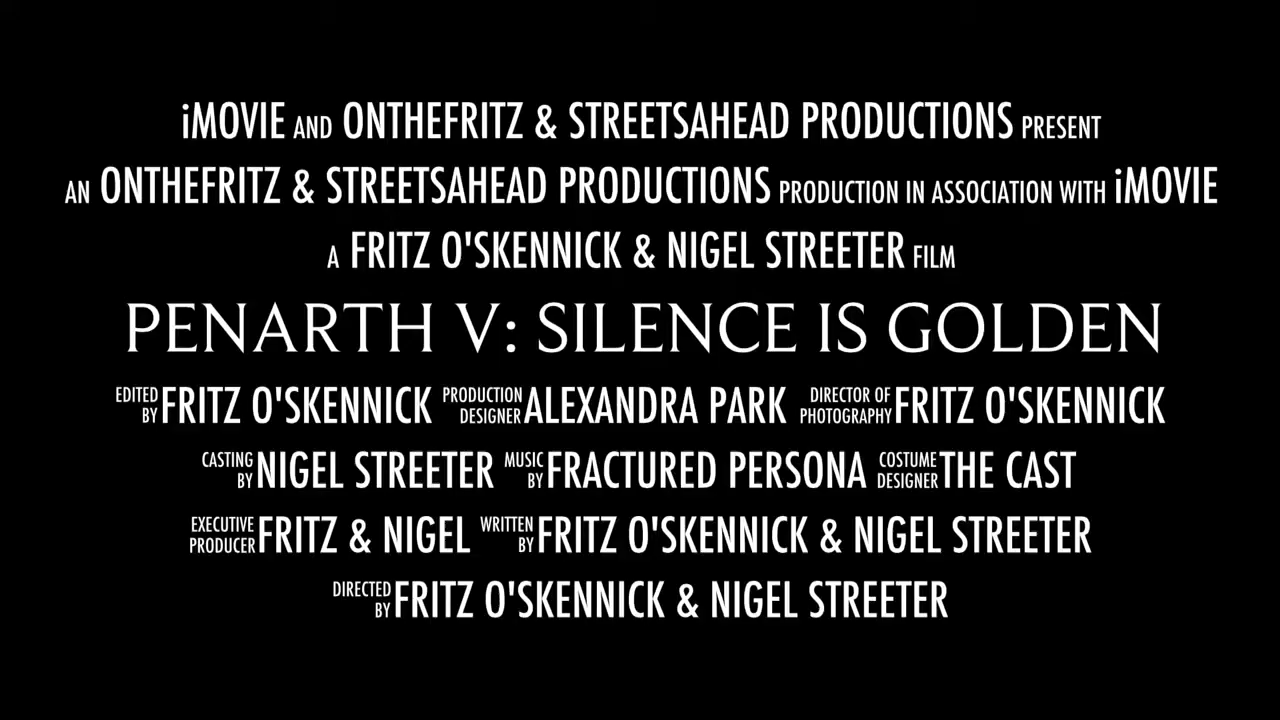 iMOVIE AND ONTHEFRITZ & STREETSAHEAD PRODUCTIONS PRESENT
AN ONTHEFRITZ & STREETSAHEAD PRODUCTIONS PRODUCTION IN ASSOCIATION WITH iMOVIE
A FRITZ O'SKENNICK & NIGEL STREETER FILM
PENARTH V: SILENCE IS GOLDEN
EDITED BY FRITZ O'SKENNICK PRODUCTION DESIGNER ALEXANDRA PARK DIRECTOR OF PHOTOGRAPHY FRITZ O'SKENNICK
CASTING BY NIGEL STREETER MUSIC BY FRACTURED PERSONA COSTUME DESIGNER THE CAST
EXECUTIVE PRODUCER FRITZ & NIGEL WRITTEN BY FRITZ O'SKENNICK & NIGEL STREETER
DIRECTED BY FRITZ O'SKENNICK & NIGEL STREETER